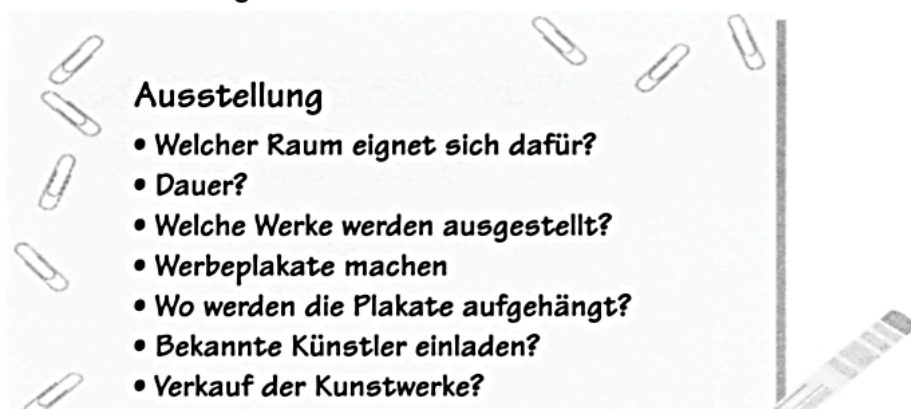 Ausstellung
• Welcher Raum eignet sich dafür?
• Dauer?
• Welche Werke werden ausgestellt?
• Werbeplakate machen
• Wo werden die Plakate aufgehängt?
• Bekannte Künstler einladen?
• Verkauf der Kunstwerke?